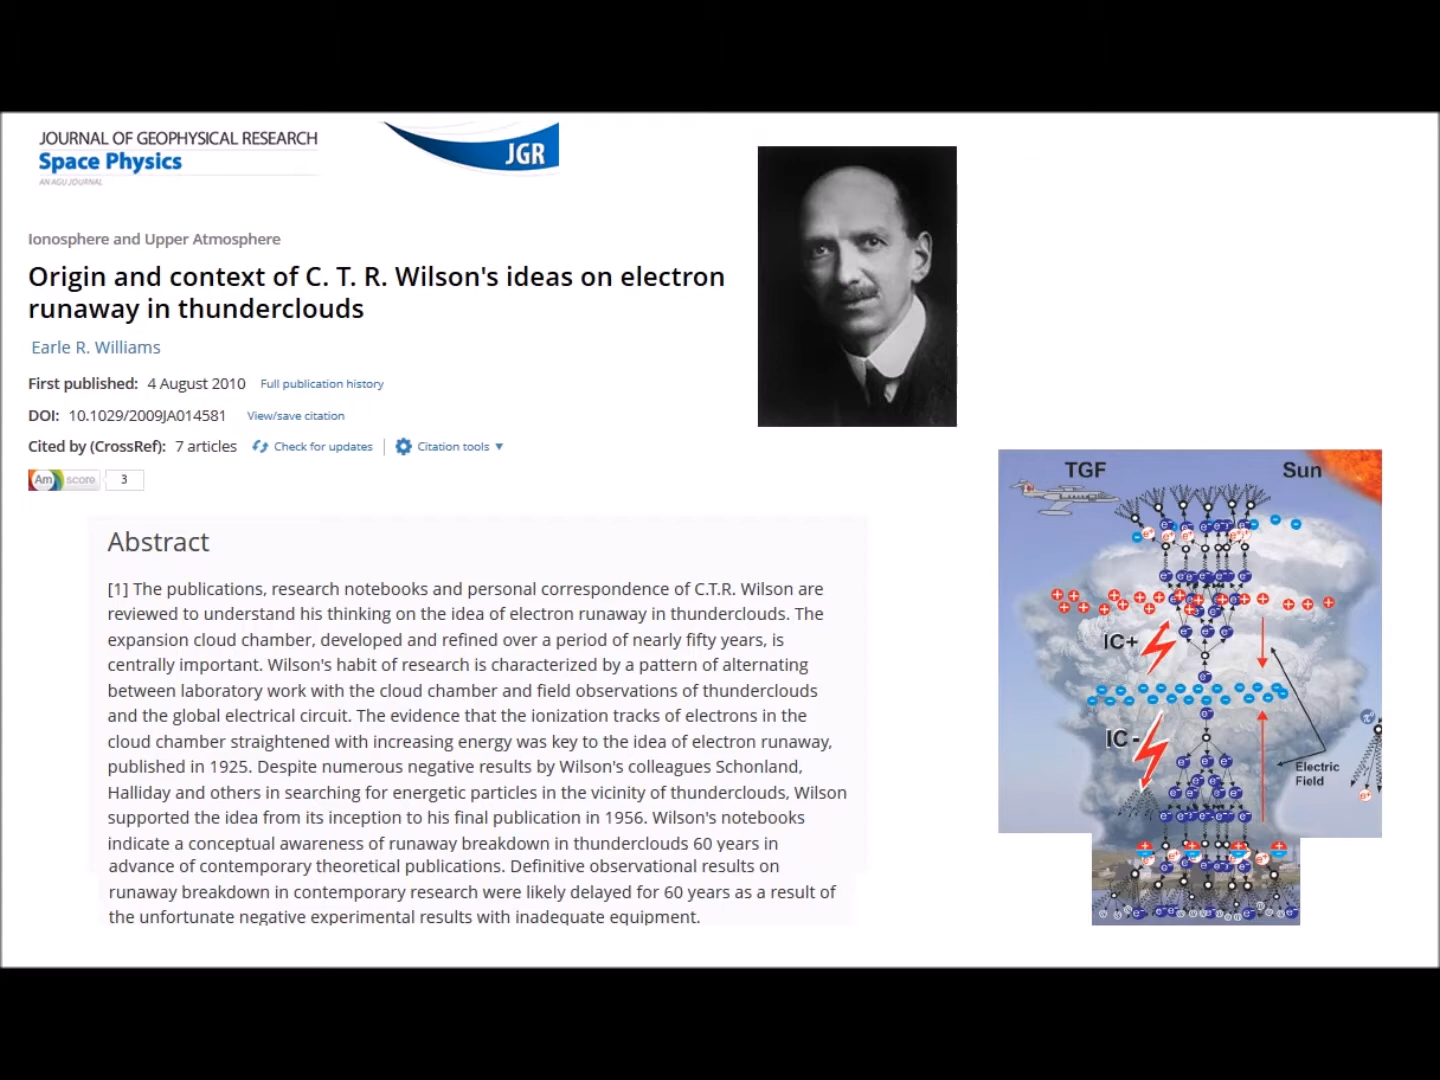 JOURNAL OF GEOPHYSICAL RESEARCH
Space Physics
AN AGU JOURNAL
JGR
Ionosphere and Upper Atmosphere
Origin and context of C. T. R. Wilson's ideas on electron
runaway in thunderclouds
Earle R. Williams
First published: 4 August 2010 Full publication history
DOI: 10.1029/2009JA014581 View/save citation
Cited by (CrossRef): 7 articles Check for updates Citation tools
Am score 3
Abstract
[1] The publications, research notebooks and personal correspondence of C.T.R. Wilson are
reviewed to understand his thinking on the idea of electron runaway in thunderclouds. The
expansion cloud chamber, developed and refined over a period of nearly fifty years, is
centrally important. Wilson's habit of research is characterized by a pattern of alternating
between laboratory work with the cloud chamber and field observations of thunderclouds
and the global electrical circuit. The evidence that the ionization tracks of electrons in the
cloud chamber straightened with increasing energy was key to the idea of electron runaway,
published in 1925. Despite numerous negative results by Wilson's colleagues Schonland,
Halliday and others in searching for energetic particles in the vicinity of thunderclouds, Wilson
supported the idea from its inception to his final publication in 1956. Wilson's notebooks
indicate a conceptual awareness of runaway breakdown in thunderclouds 60 years in
advance of contemporary theoretical publications. Definitive observational results on
runaway breakdown in contemporary research were likely delayed for 60 years as a result of
the unfortunate negative experimental results with inadequate equipment.
TGF
Sun
IC+
IC-
Electric
Field